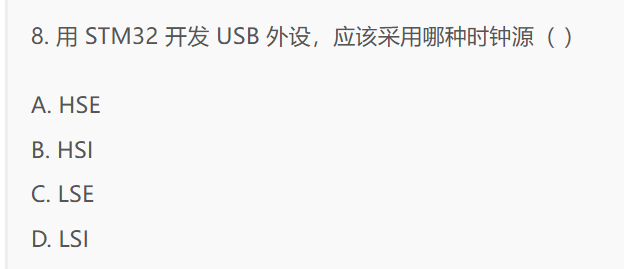 8. 用 STM32 开发 USB 外设，应该采用哪种时钟源（ ）
A. HSE
B. HSI
C. LSE
D. LSI